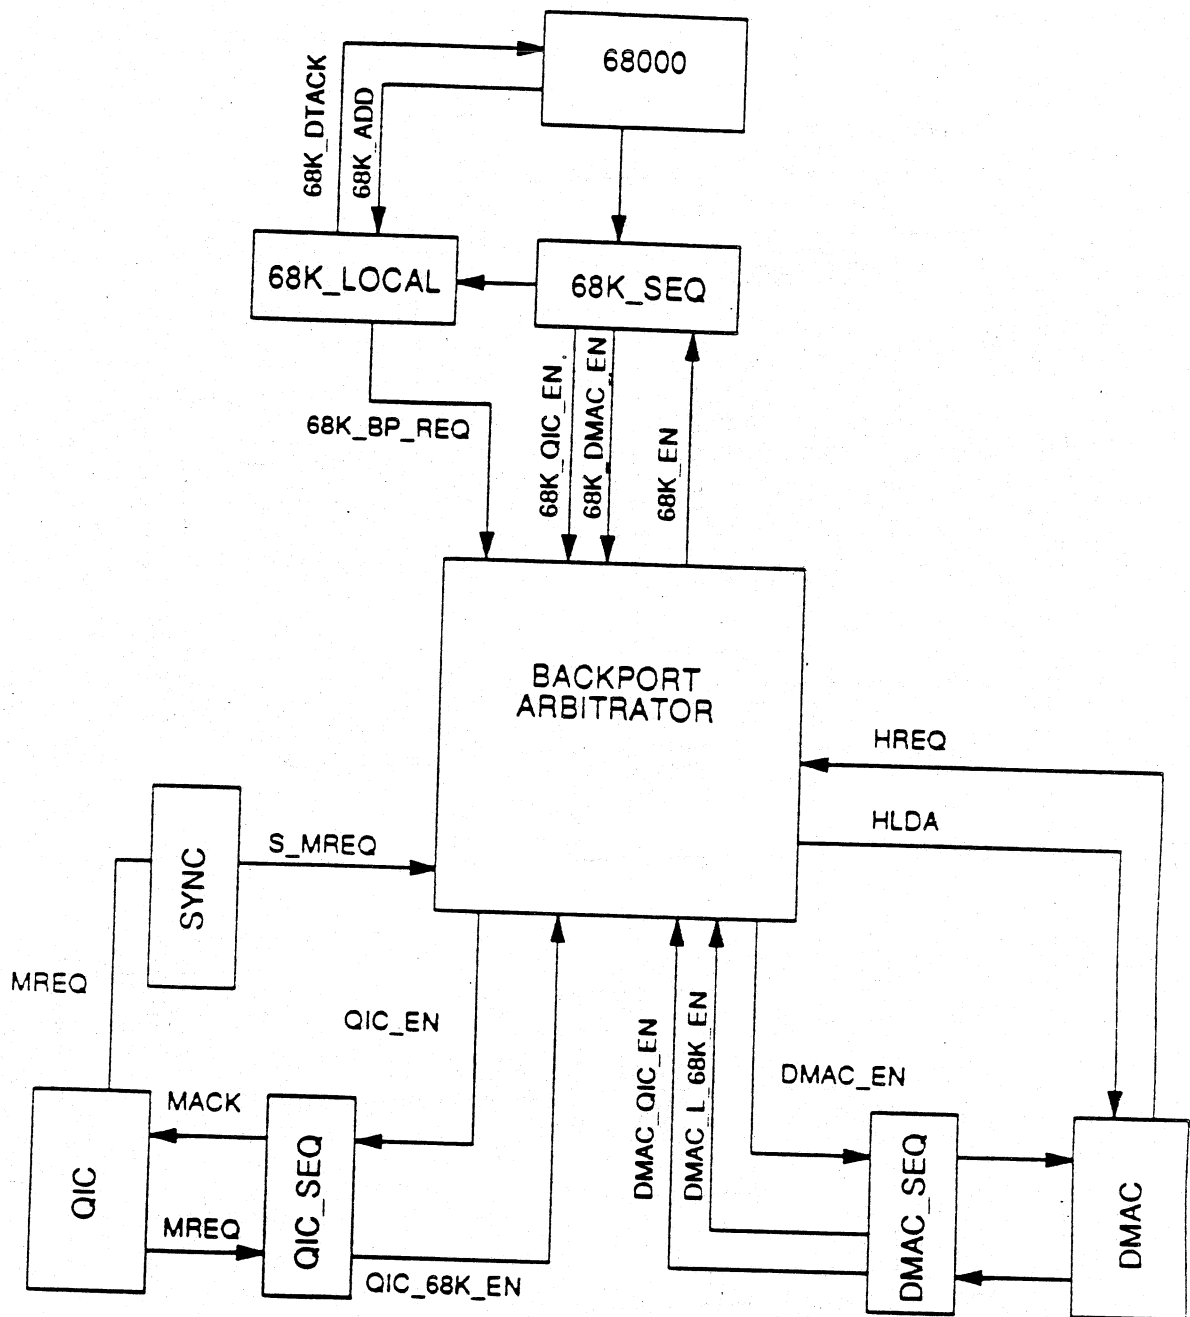 68000
68K_DTACK
68K_ADD
68K_LOCAL
68K_SEQ
68K_BP_REQ
68K_QIC_EN
68K_DMAC_EN
68K_EN
BACKPORT
ARBITRATOR
HREQ
HLDA
SYNC
S_MREQ
MREQ
QIC_EN
DMAC_QIC_EN
DMAC_L_68K_EN
DMAC_EN
MACK
QIC
QIC_SEQ
MREQ
QIC_68K_EN
DMAC_SEQ
DMAC